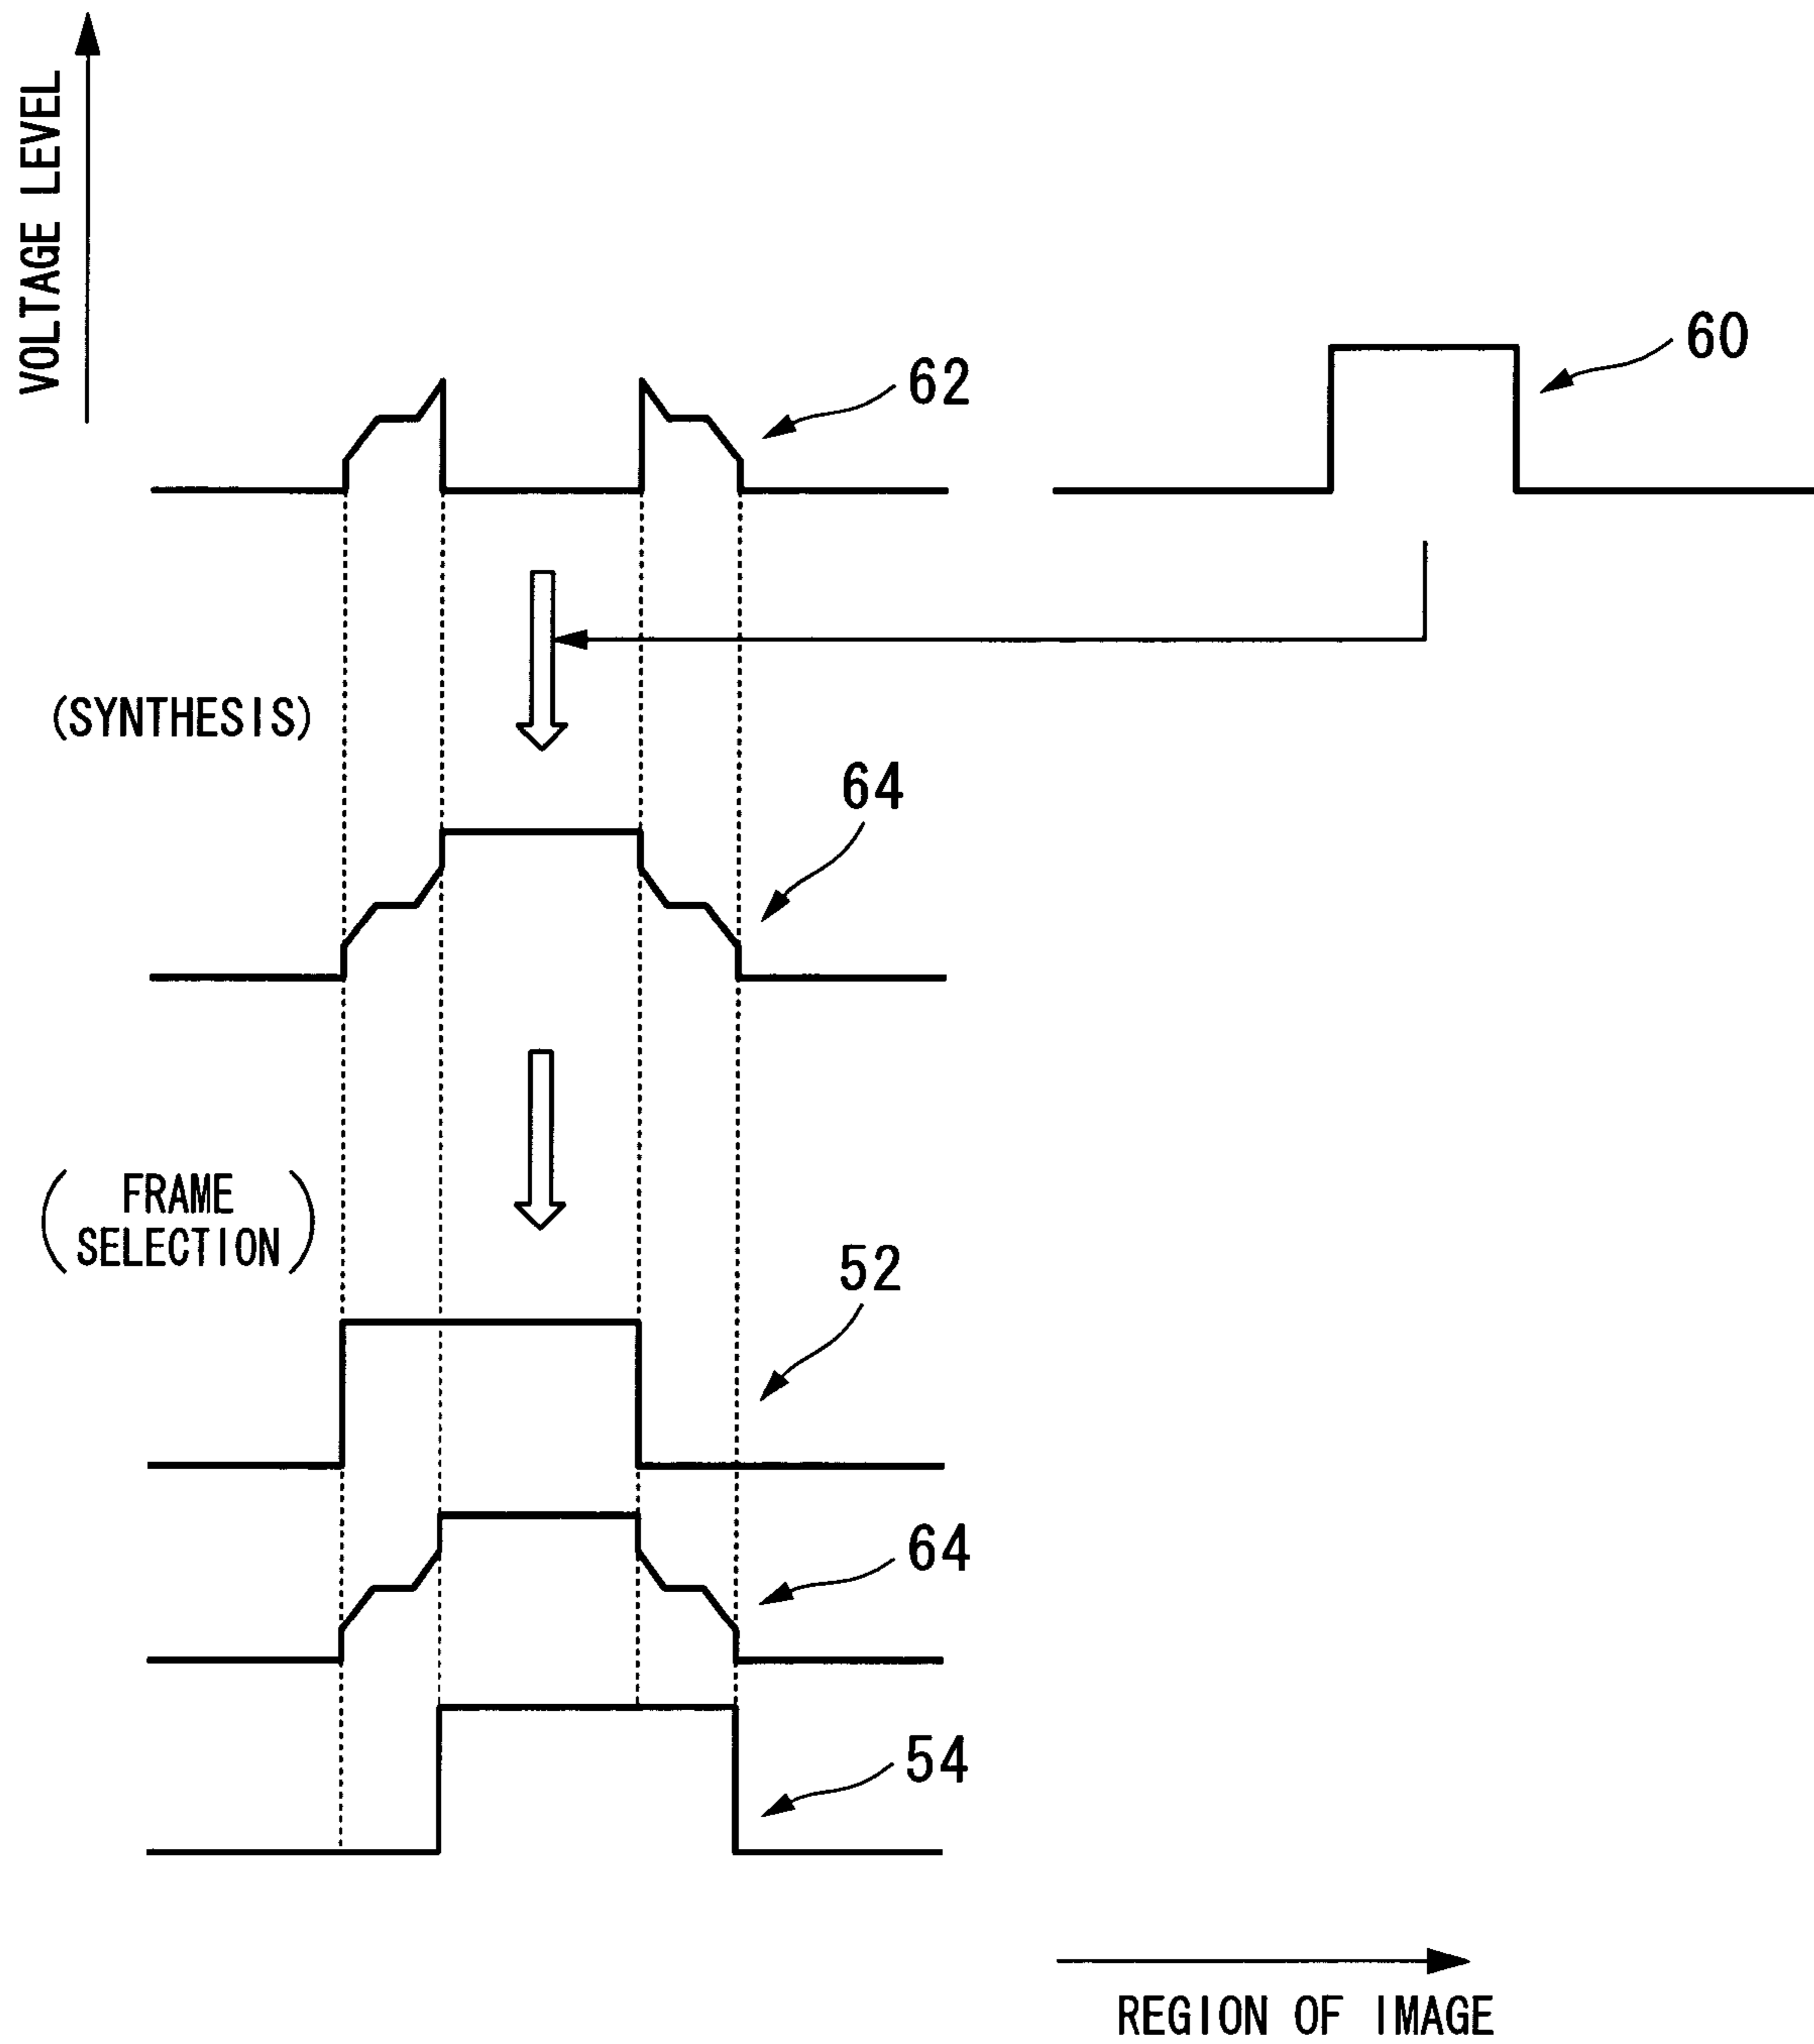 VOLTAGE LEVEL
60
62
(SYNTHESIS)
64
(FRAME
SELECTION)
52
64
54
REGION OF IMAGE